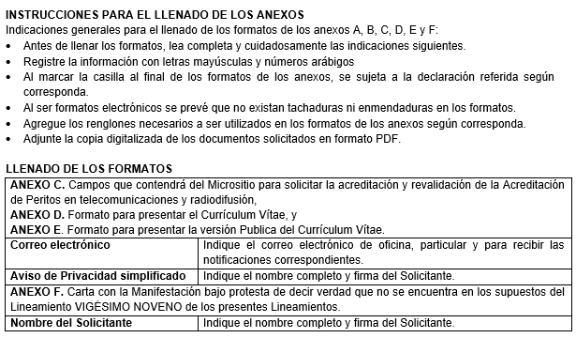 INSTRUCCIONES PARA EL LLENADO DE LOS ANEXOS
Indicaciones generales para el llenado de los formatos de los anexos A, B, C, D, E y F:
• Antes de llenar los formatos, lea completa y cuidadosamente las indicaciones siguientes.
• Registre la información con letras mayúsculas y números arábigos
• Al marcar la casilla al final de los formatos de los anexos, se sujeta a la declaración referida según
corresponda.
• Al ser formatos electrónicos se prevé que no existan tachaduras ni enmendaduras en los formatos.
• Agregue los renglones necesarios a ser utilizados en los formatos de los anexos según corresponda.
• Adjunte la copia digitalizada de los documentos solicitados en formato PDF.
LLENADO DE LOS FORMATOS
ANEXO C. Campos que contendrá del Micrositio para solicitar la acreditación y revalidación de la Acreditación
de Peritos en telecomunicaciones y radiodifusión,
ANEXO D. Formato para presentar el Currículum Vítae, y
ANEXO E. Formato para presentar la versión Publica del Currículum Vítae.
Correo electrónico Indique el correo electrónico de oficina, particular y para recibir las
notificaciones correspondientes.
Aviso de Privacidad simplificado Indique el nombre completo y firma del Solicitante.
ANEXO F. Carta con la Manifestación bajo protesta de decir verdad que no se encuentra en los supuestos del
Lineamiento VIGÉSIMO NOVENO de los presentes Lineamientos.
Nombre del Solicitante Indique el nombre completo y firma del Solicitante.